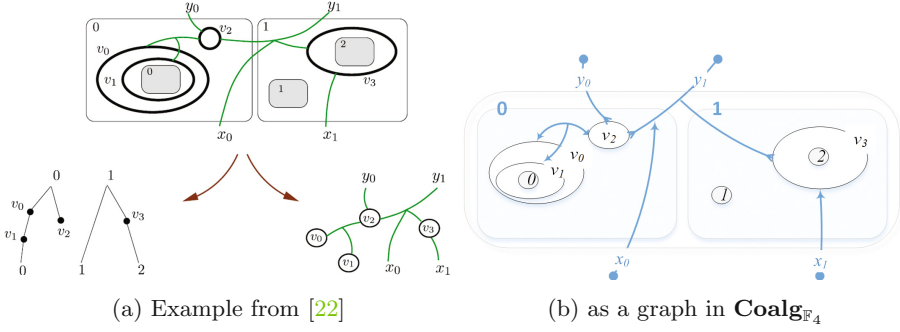 y₀ y₁
0 v₂ 1
v₀ 2
v₁ 0 v₃
1
x₀ x₁
0 1
v₀ v₃
v₁ v₂
0 1 2
y₀ y₁
v₂
v₀ v₃
v₁ x₀ x₁
(a) Example from [22]
y₀ y₁
0 1
v₂ v₃
v₀ 2
v₁
0 1
x₀ x₁
(b) as a graph in Coalg𝔽₄